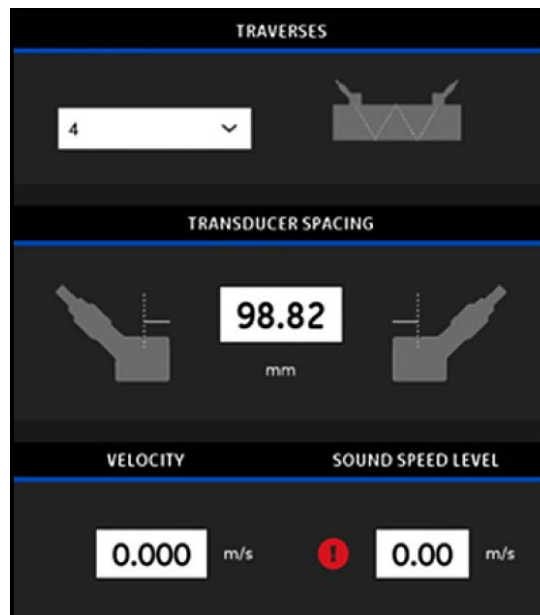 TRAVERSES
4
TRANSDUCER SPACING
98.82
mm
VELOCITY SOUND SPEED LEVEL
0.000 m/s ! 0.00 m/s